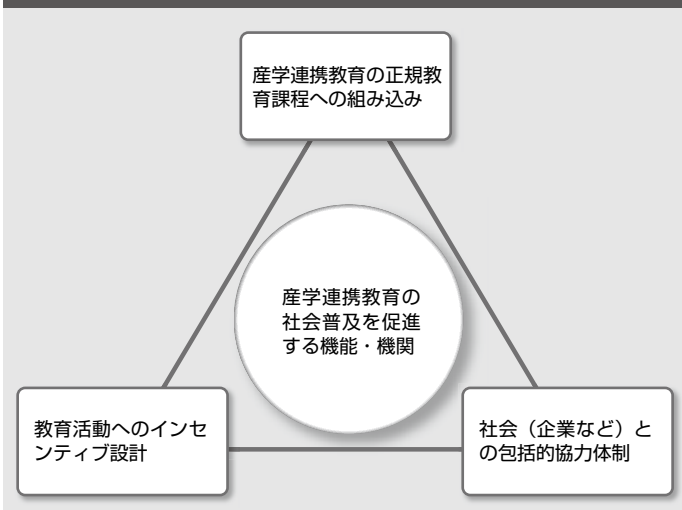 産学連携教育の正規教
育課程への組み込み
産学連携教育の
社会普及を促進
する機能・機関
教育活動へのインセ
ンティブ設計
社会（企業など）と
の包括的協力体制